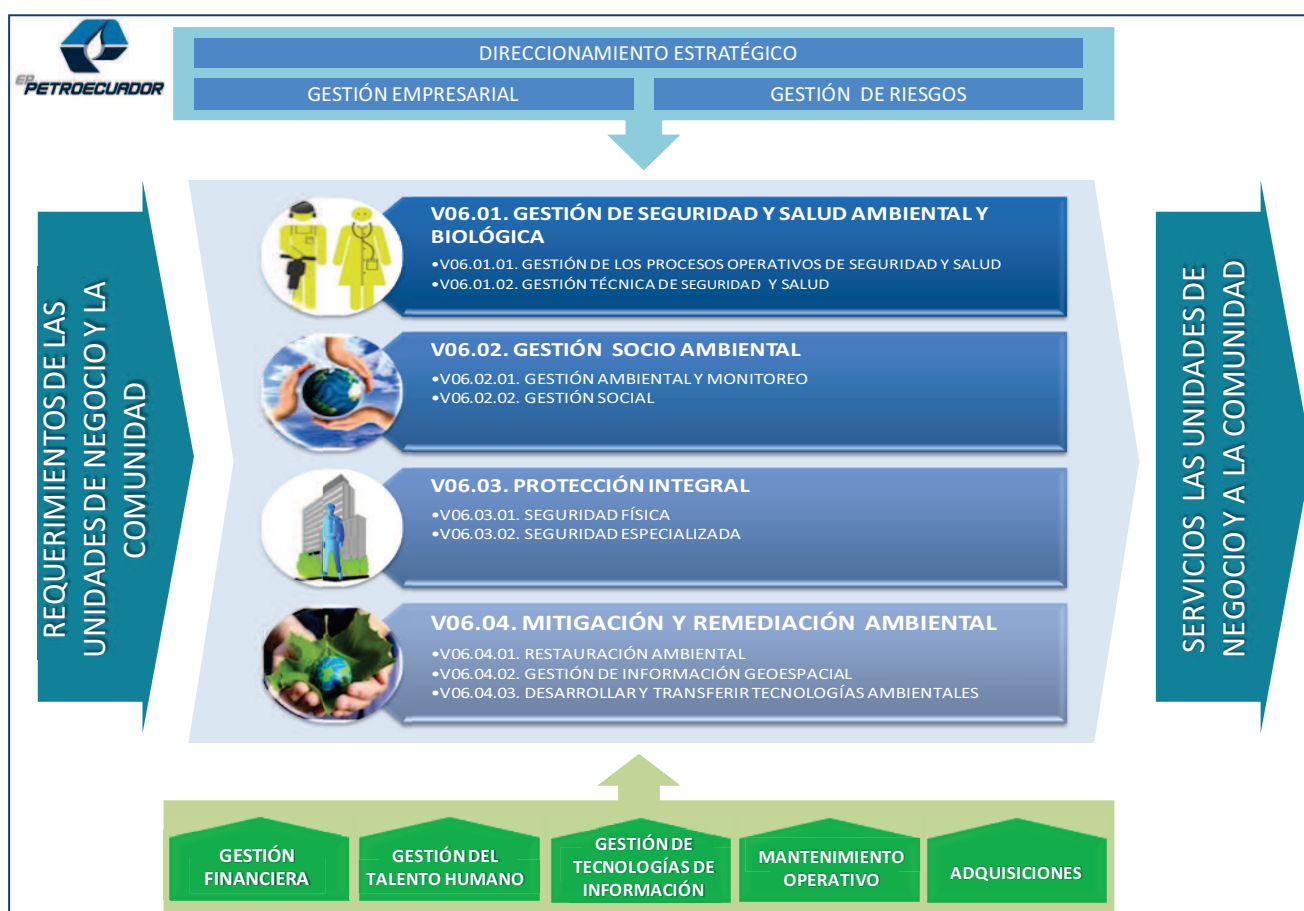 EP PETROECUADOR
DIRECCIONAMIENTO ESTRATÉGICO
GESTIÓN EMPRESARIAL
GESTIÓN DE RIESGOS
REQUERIMIENTOS DE LAS
UNIDADES DE NEGOCIO Y LA
COMUNIDAD
V06.01. GESTIÓN DE SEGURIDAD Y SALUD AMBIENTAL Y
BIOLÓGICA
•V06.01.01. GESTIÓN DE LOS PROCESOS OPERATIVOS DE SEGURIDAD Y SALUD
•V06.01.02. GESTIÓN TÉCNICA DE SEGURIDAD Y SALUD
V06.02. GESTIÓN SOCIO AMBIENTAL
•V06.02.01. GESTIÓN AMBIENTAL Y MONITOREO
•V06.02.02. GESTIÓN SOCIAL
V06.03. PROTECCIÓN INTEGRAL
•V06.03.01. SEGURIDAD FÍSICA
•V06.03.02. SEGURIDAD ESPECIALIZADA
V06.04. MITIGACIÓN Y REMEDIACIÓN AMBIENTAL
•V06.04.01. RESTAURACIÓN AMBIENTAL
•V06.04.02. GESTIÓN DE INFORMACIÓN GEOESPACIAL
•V06.04.03. DESARROLLAR Y TRANSFERIR TECNOLOGÍAS AMBIENTALES
SERVICIOS LAS UNIDADES DE
NEGOCIO Y A LA COMUNIDAD
GESTIÓN
FINANCIERA
GESTIÓN DEL
TALENTO HUMANO
GESTIÓN DE
TECNOLOGÍAS DE
INFORMACIÓN
MANTENIMIENTO
OPERATIVO
ADQUISICIONES